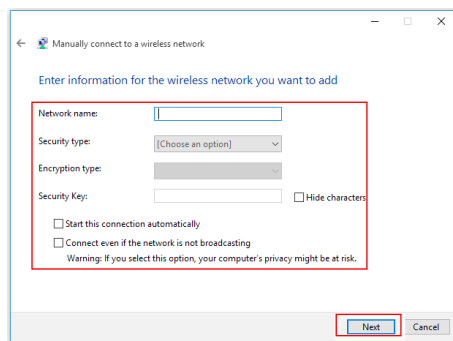 Manually connect to a wireless network
Enter information for the wireless network you want to add
Network name:
Security type: [Choose an option]
Encryption type:
Security Key: Hide characters
Start this connection automatically
Connect even if the network is not broadcasting
Warning: If you select this option, your computer's privacy might be at risk.
Next Cancel